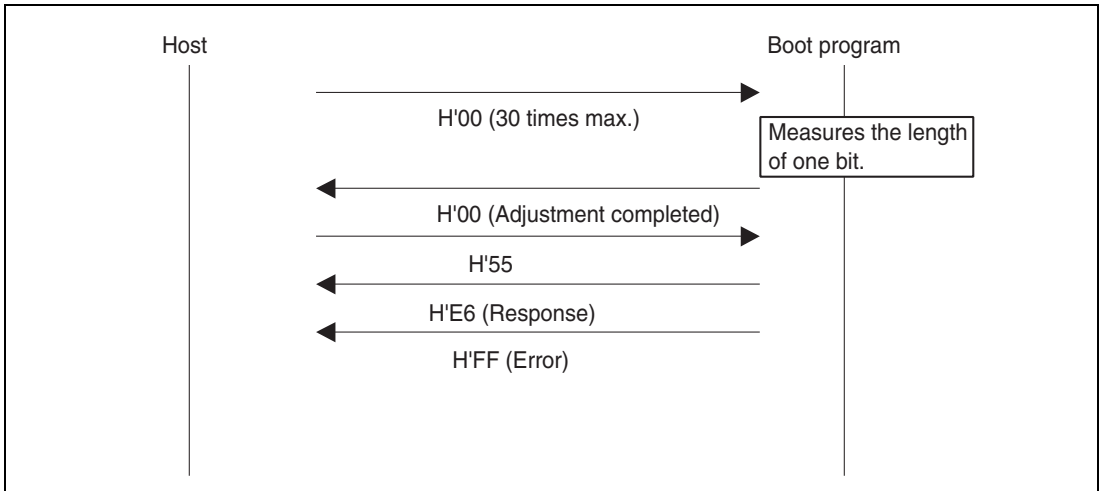 Host
Boot program
H'00 (30 times max.)
Measures the length
of one bit.
H'00 (Adjustment completed)
H'55
H'E6 (Response)
H'FF (Error)